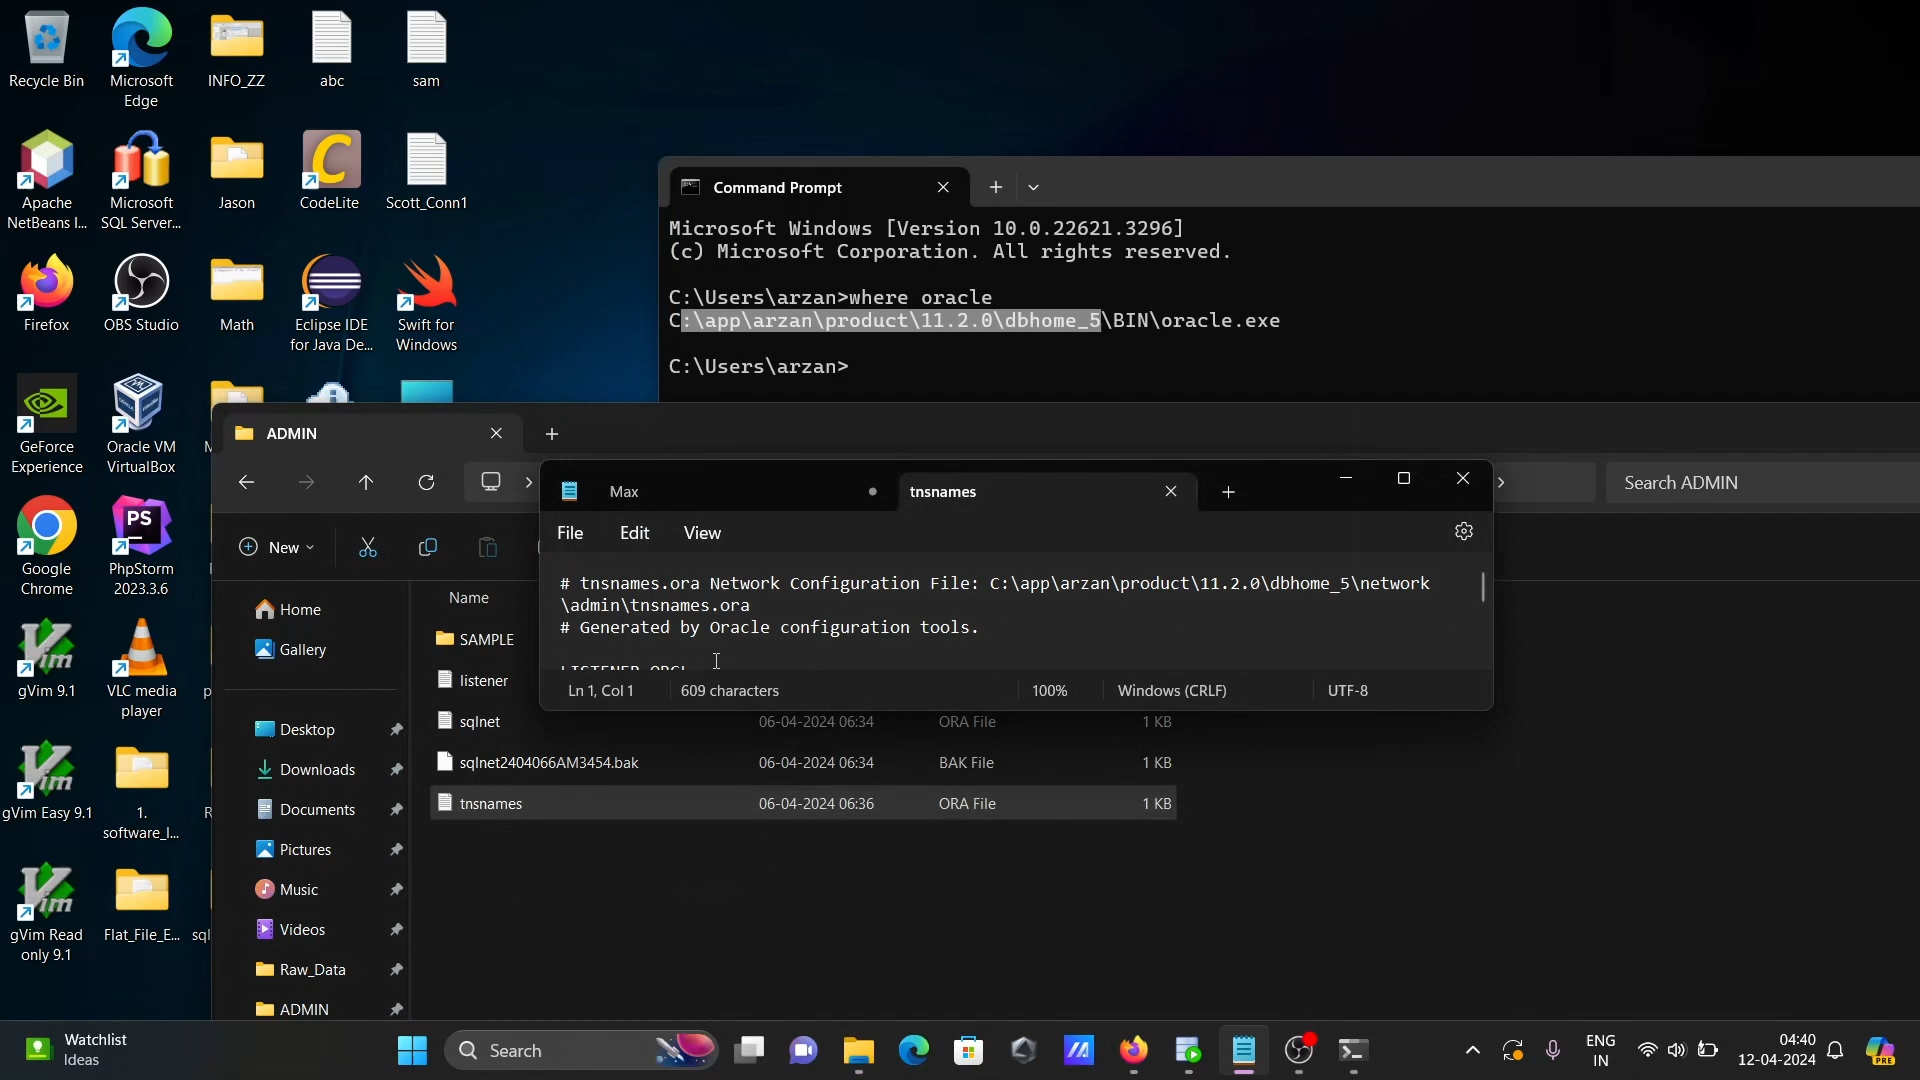 Recycle Bin
Microsoft
Edge
INFO_ZZ
abc
sam
Apache
NetBeans I...
Microsoft
SQL Server...
Jason
CodeLite
Scott_Conn1
Firefox
OBS Studio
Math
Eclipse IDE
for Java De...
Swift for
Windows
GeForce
Experience
Oracle VM
VirtualBox
Google
Chrome
PS
PhpStorm
2023.3.6
gVim 9.1
VLC media
player
gVim Easy 9.1
1.
software_l...
gVim Read
only 9.1
Flat_File_E...
sql
Command Prompt
Microsoft Windows [Version 10.0.22621.3296]
(c) Microsoft Corporation. All rights reserved.
C:\Users\arzan>where oracle
C:\app\arzan\product\11.2.0\dbhome_5\BIN\oracle.exe
C:\Users\arzan>
ADMIN
Search ADMIN
New
Home
Gallery
Desktop
Downloads
Documents
Pictures
Music
Videos
Raw_Data
ADMIN
Name
SAMPLE
listener
sqlnet 06-04-2024 06:34 ORA File 1 KB
sqlnet2404066AM3454.bak 06-04-2024 06:34 BAK File 1 KB
tnsnames 06-04-2024 06:36 ORA File 1 KB
Max
tnsnames
File Edit View
# tnsnames.ora Network Configuration File: C:\app\arzan\product\11.2.0\dbhome_5\network
\admin\tnsnames.ora
# Generated by Oracle configuration tools.
Ln 1, Col 1 609 characters 100% Windows (CRLF) UTF-8
Watchlist
Ideas
Search
ENG
IN
04:40
12-04-2024
PRE